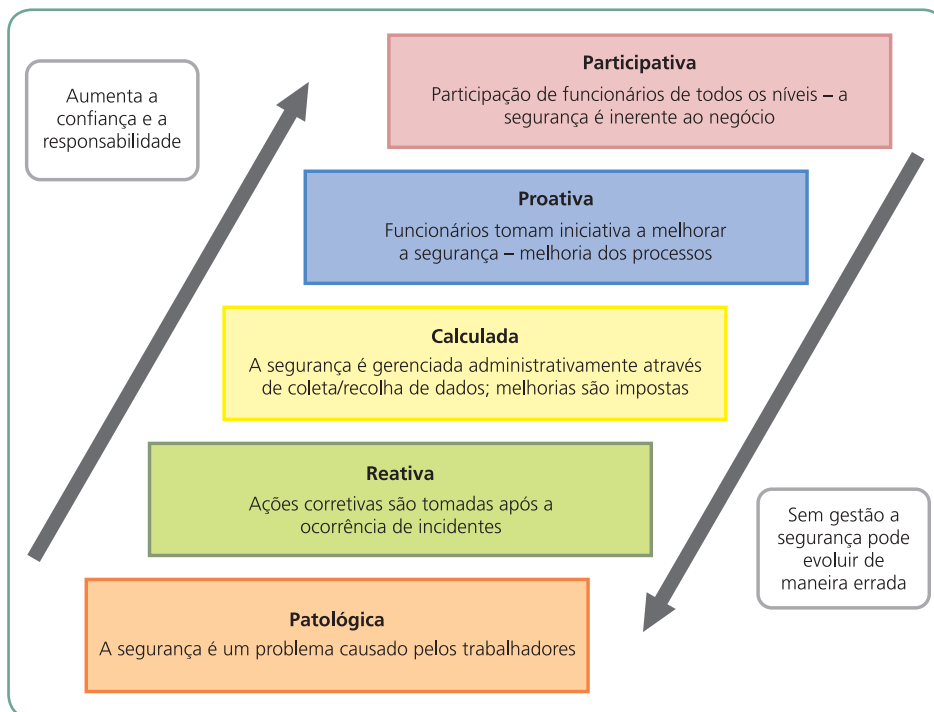 Aumenta a
confiança e a
responsabilidade
Participativa
Participação de funcionários de todos os níveis – a
segurança é inerente ao negócio
Proativa
Funcionários tomam iniciativa a melhorar
a segurança – melhoria dos processos
Calculada
A segurança é gerenciada administrativamente através
de coleta/recolha de dados; melhorias são impostas
Reativa
Ações corretivas são tomadas após a
ocorrência de incidentes
Sem gestão a
segurança pode
evoluir de
maneira errada
Patológica
A segurança é um problema causado pelos trabalhadores